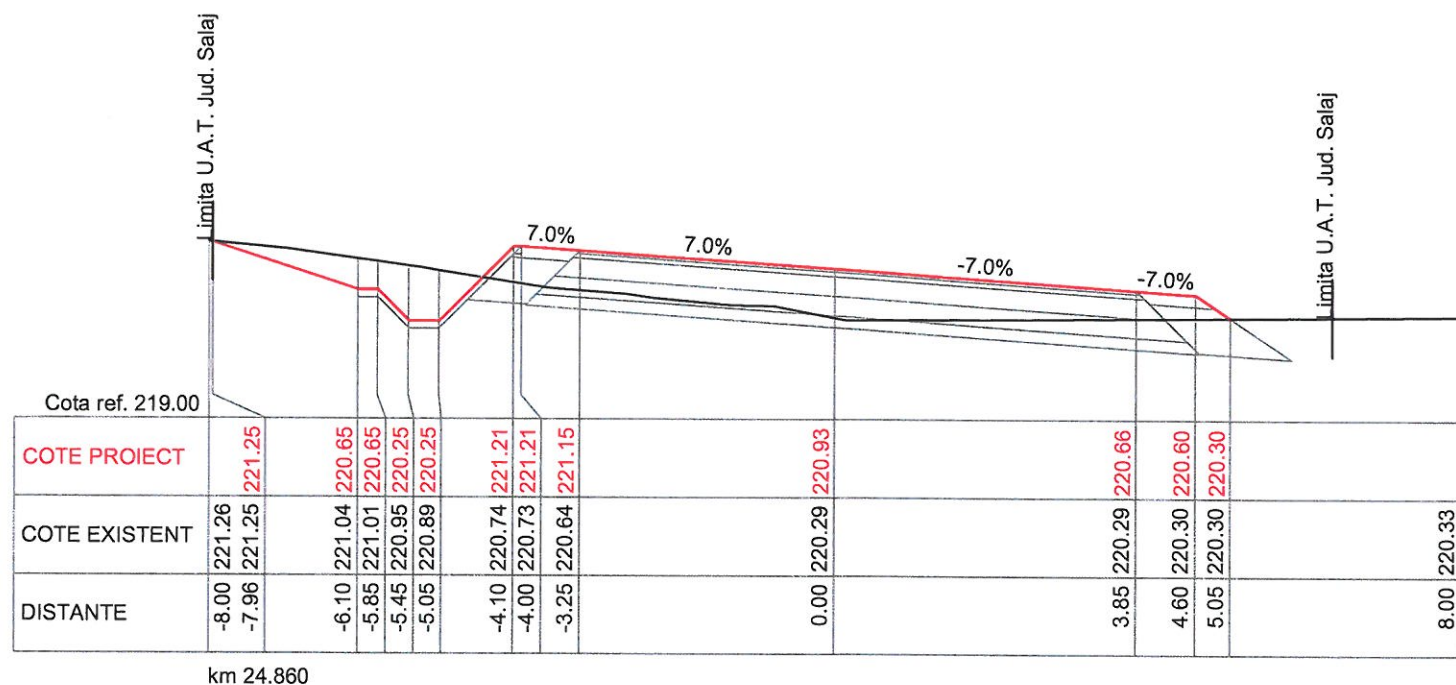 Limita U.A.T. Jud. Salaj
Limita U.A.T. Jud. Salaj
7.0% 7.0% -7.0% -7.0%
Cota ref. 219.00
COTE PROIECT 221.25 220.65 220.65 220.25 220.25 221.21 221.21 221.15 220.93 220.66 220.60 220.30
COTE EXISTENT 221.26 221.25 221.04 221.01 220.95 220.89 220.74 220.73 220.64 220.29 220.29 220.30 220.30 220.33
DISTANTE -8.00 -7.96 -6.10 -5.85 -5.45 -5.05 -4.10 -4.00 -3.25 0.00 3.85 4.60 5.05 8.00
km 24.860